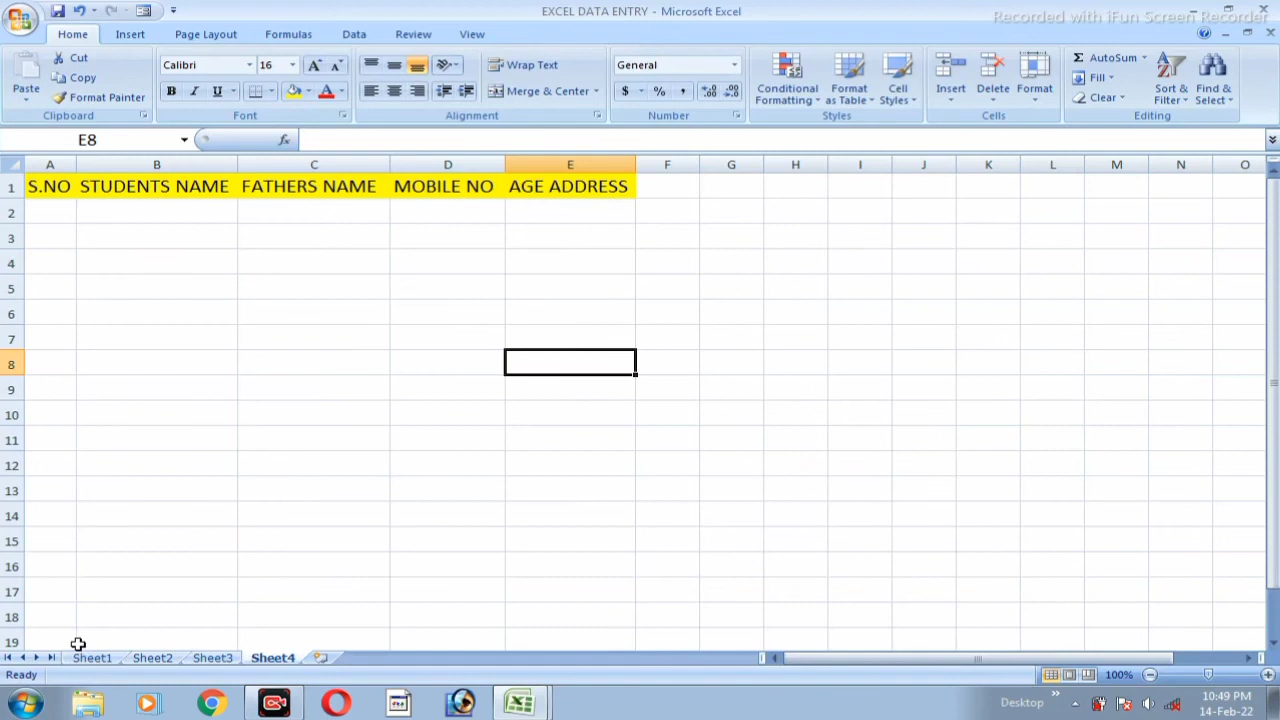 EXCEL DATA ENTRY - Microsoft Excel
Recorded with iFun Screen Recorder
Home Insert Page Layout Formulas Data Review View
Paste
Cut
Copy
Format Painter
Clipboard
Calibri 16
B I U
Font
Wrap Text
Merge & Center
Alignment
General
$ % ,
Number
Conditional Formatting
Format as Table
Cell Styles
Styles
Insert Delete Format
Cells
Σ AutoSum
Fill
Clear
Sort & Filter
Find & Select
Editing
E8 fx
A B C D E F G H I J K L M N O
1 S.NO STUDENTS NAME FATHERS NAME MOBILE NO AGE ADDRESS
2
3
4
5
6
7
8
9
10
11
12
13
14
15
16
17
18
19
Sheet1 Sheet2 Sheet3 Sheet4
Ready 100%
Desktop
10:49 PM
14-Feb-22